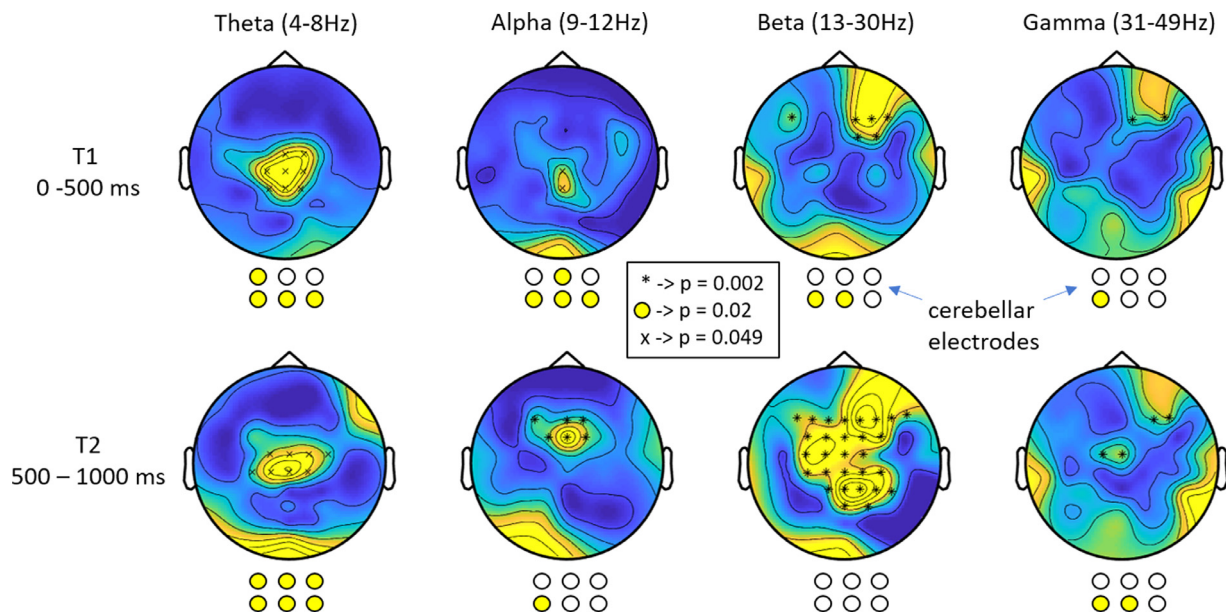 Theta (4-8Hz)
Alpha (9-12Hz)
Beta (13-30Hz)
Gamma (31-49Hz)
T1
0 -500 ms
* -> p = 0.002
-> p = 0.02
x -> p = 0.049
cerebellar
electrodes
T2
500 – 1000 ms